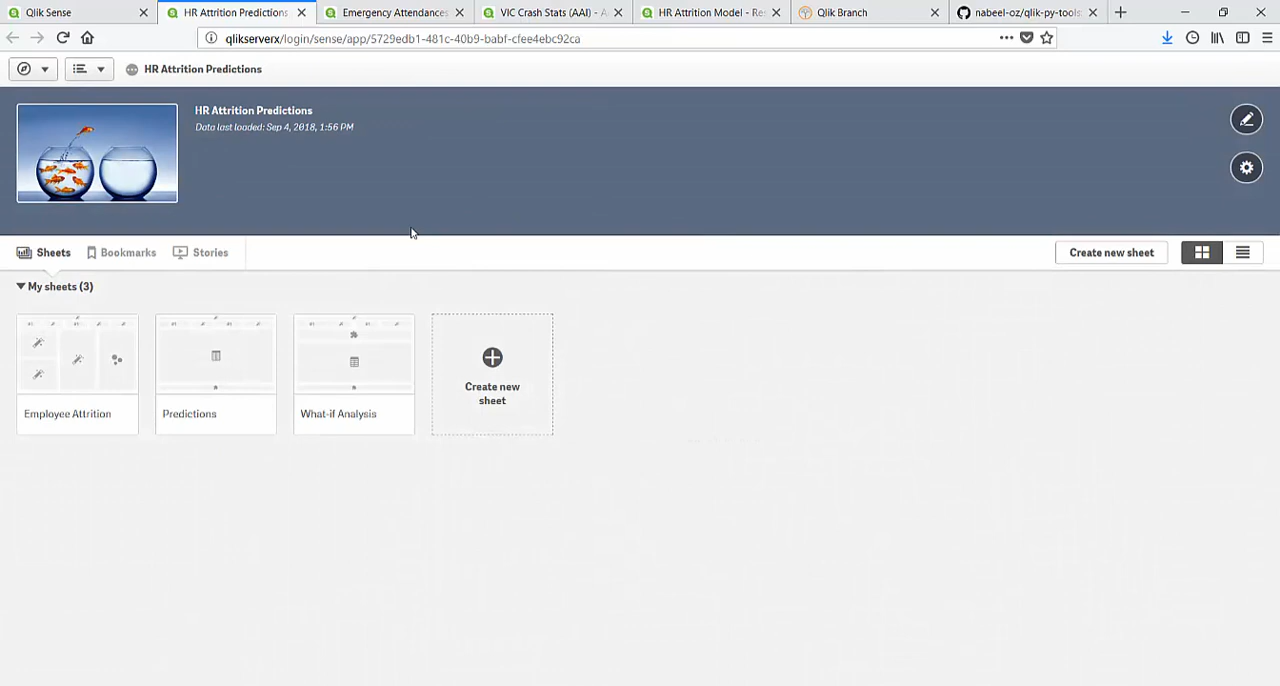 Qlik Sense
HR Attrition Predictions
Emergency Attendances
VIC Crash Stats (AAI) - A
HR Attrition Model - Re
Qlik Branch
nabeel-oz/qlik-py-tools
qlikserverx/login/sense/app/5729edb1-481c-40b9-babf-cfee4ebc92ca
HR Attrition Predictions
HR Attrition Predictions
Data last loaded: Sep 4, 2018, 1:56 PM
Sheets
Bookmarks
Stories
Create new sheet
My sheets (3)
Create new
sheet
Employee Attrition
Predictions
What-if Analysis